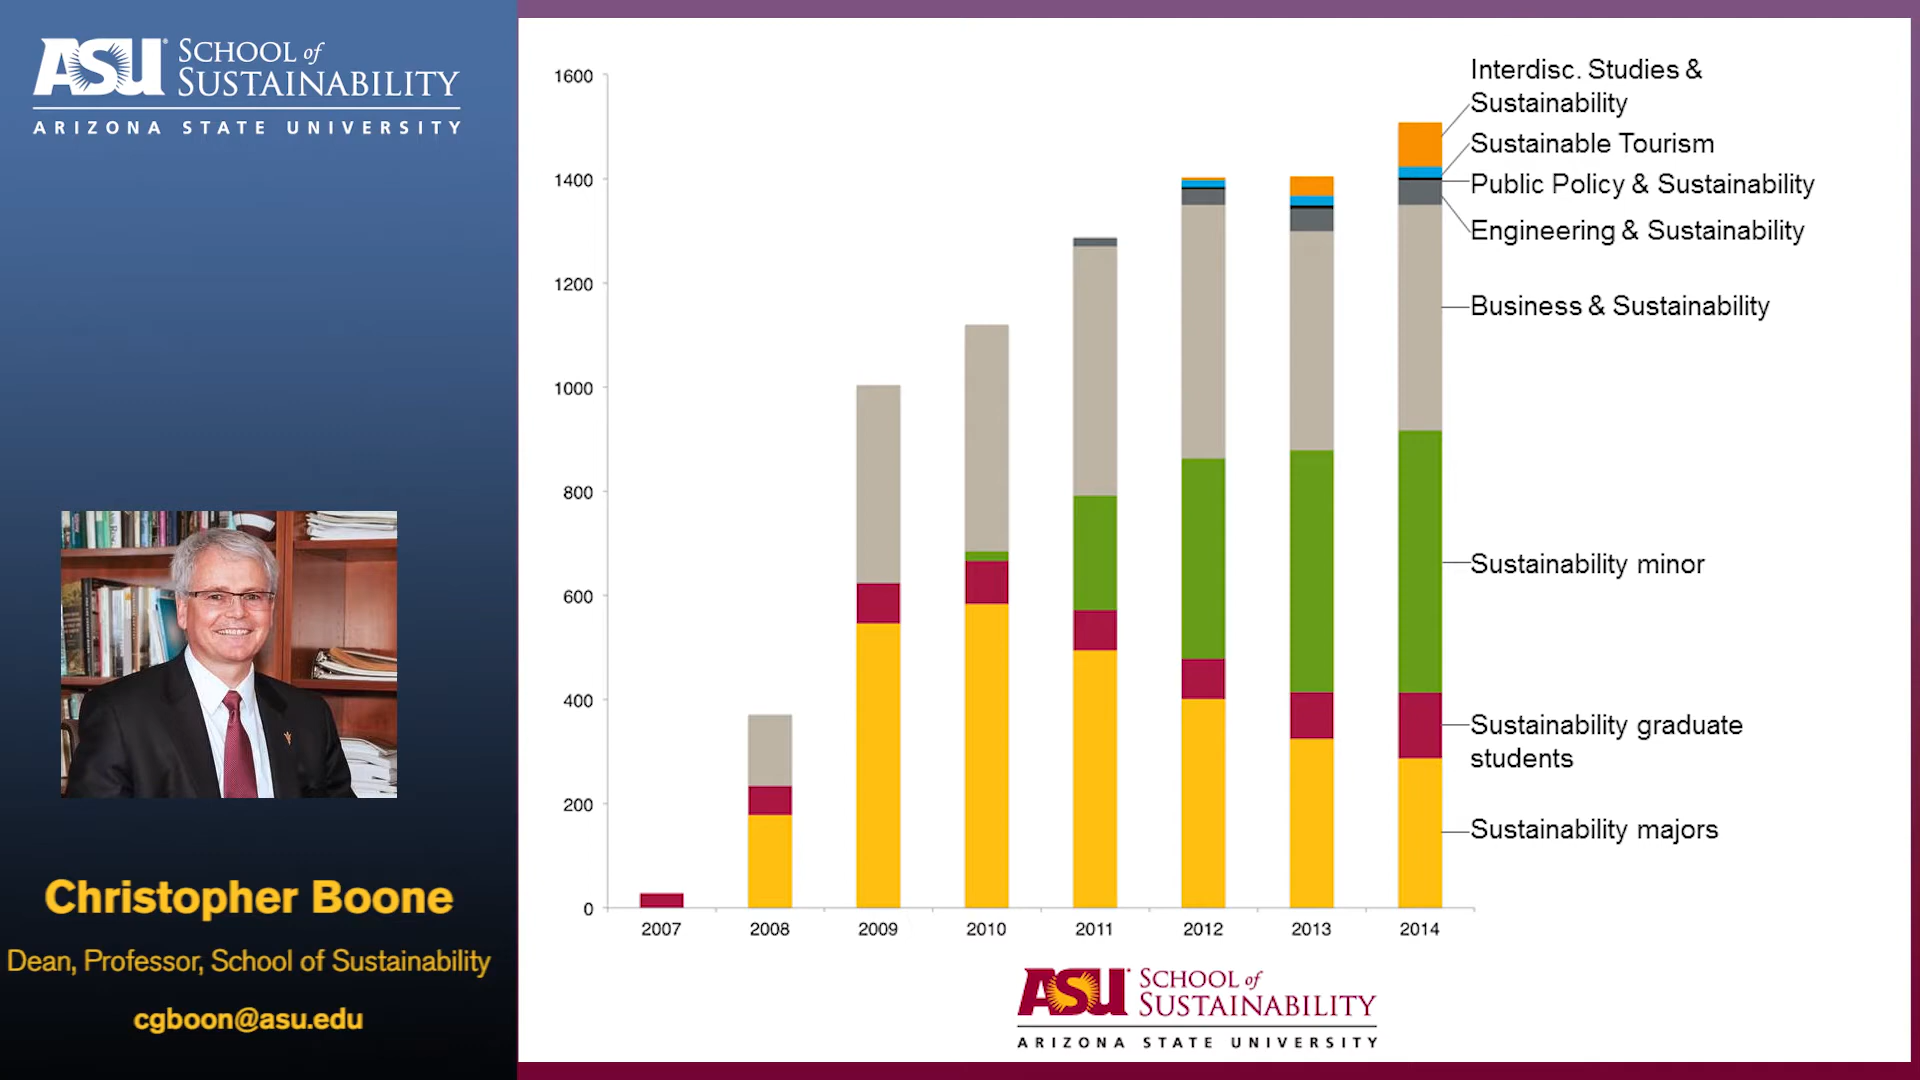 ASU SCHOOL of
SUSTAINABILITY
ARIZONA STATE UNIVERSITY
Christopher Boone
Dean, Professor, School of Sustainability
cgboon@asu.edu
1600
1400
1200
1000
800
600
400
200
0
2007 2008 2009 2010 2011 2012 2013 2014
Interdisc. Studies &
Sustainability
Sustainable Tourism
Public Policy & Sustainability
Engineering & Sustainability
Business & Sustainability
Sustainability minor
Sustainability graduate
students
Sustainability majors
ASU SCHOOL of
SUSTAINABILITY
ARIZONA STATE UNIVERSITY